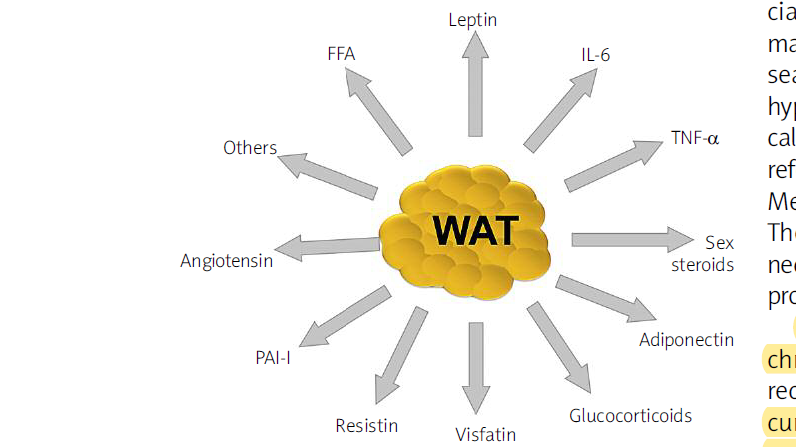 Leptin
FFA
IL-6
TNF-α
Others
WAT
Sex
steroids
Angiotensin
Adiponectin
PAI-I
Glucocorticoids
Resistin
Visfatin